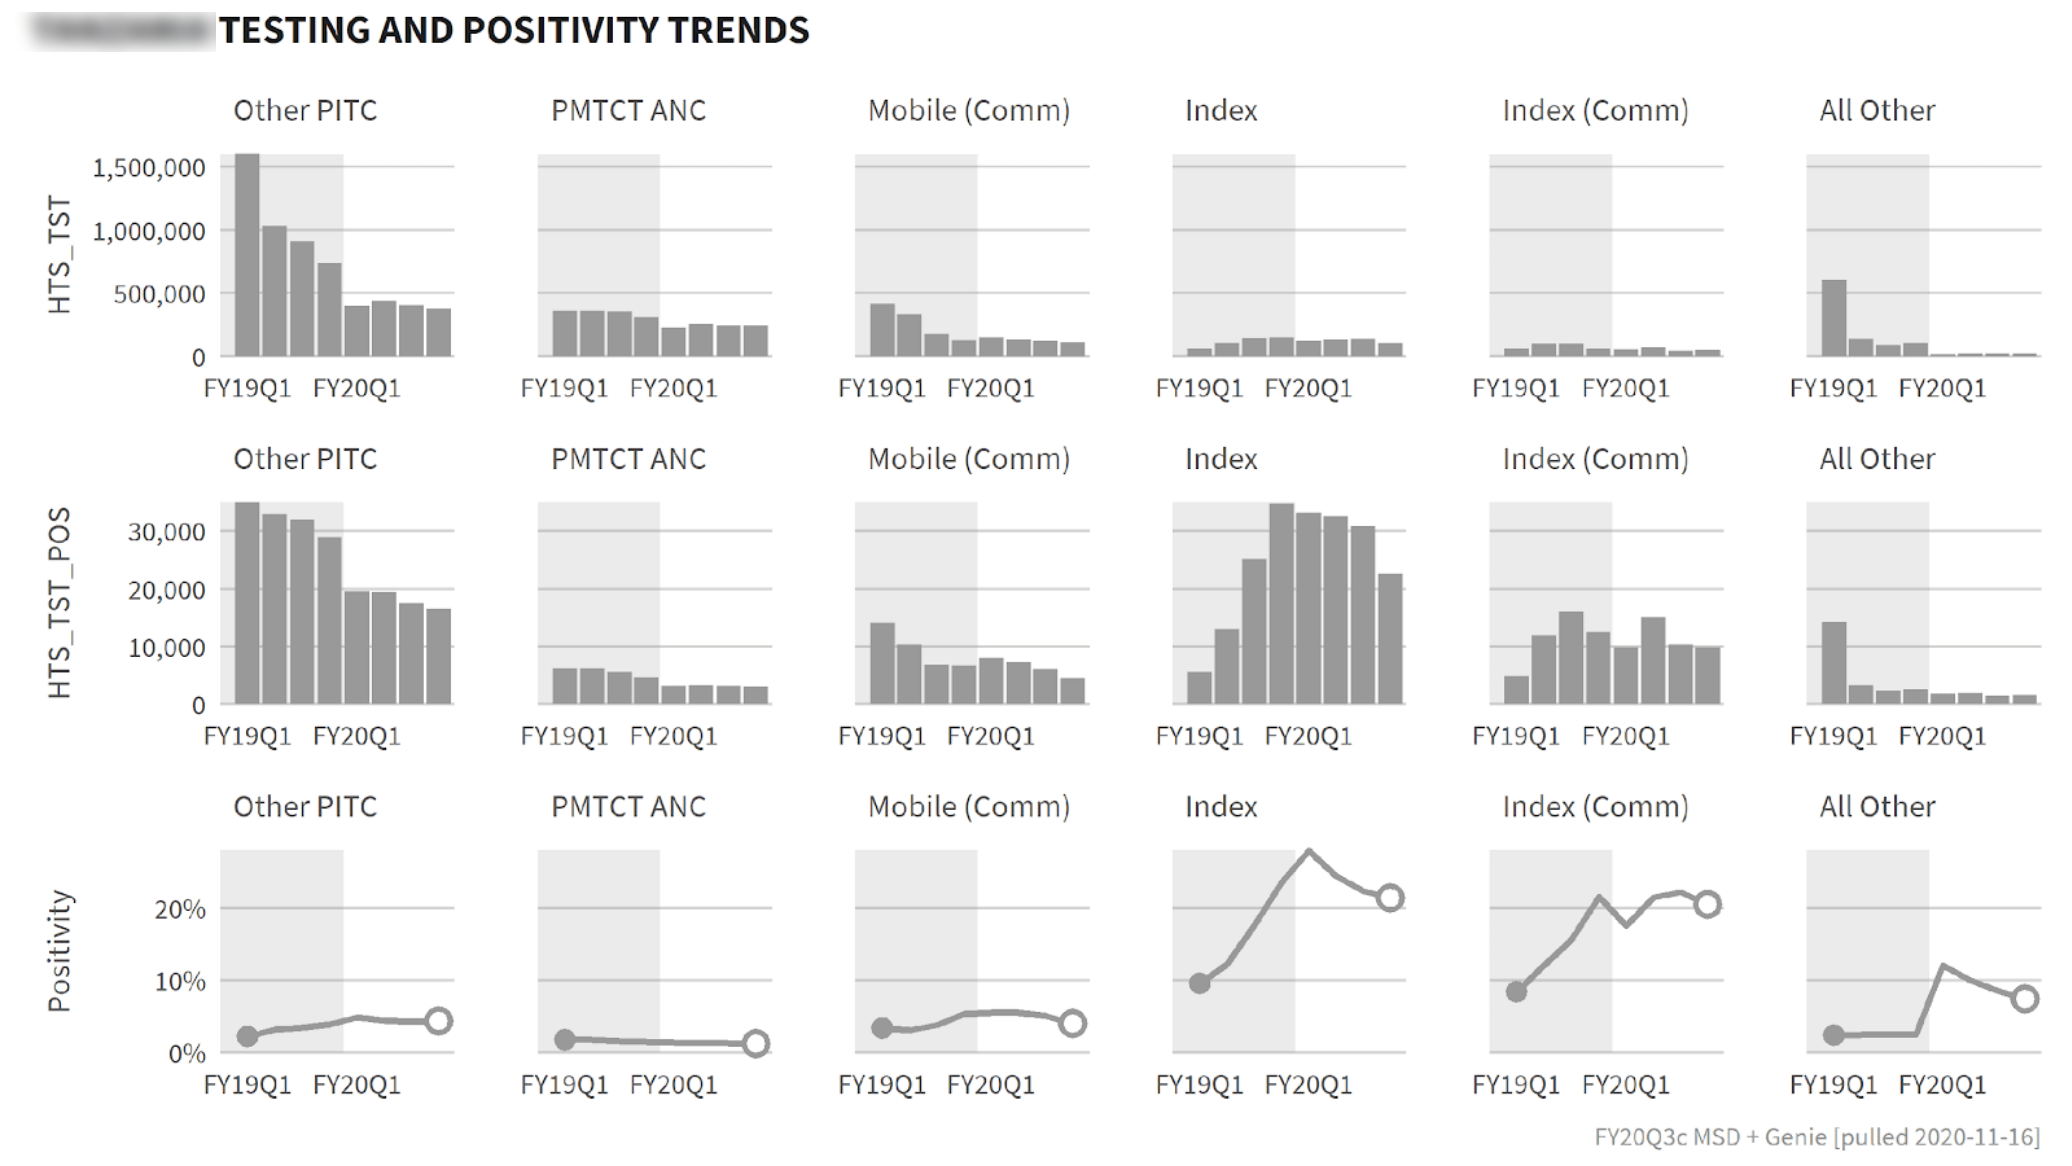 TESTING AND POSITIVITY TRENDS
Other PITC PMTCT ANC Mobile (Comm) Index Index (Comm) All Other
HTS_TST
1,500,000
1,000,000
500,000
0
FY19Q1 FY20Q1 FY19Q1 FY20Q1 FY19Q1 FY20Q1 FY19Q1 FY20Q1 FY19Q1 FY20Q1 FY19Q1 FY20Q1
Other PITC PMTCT ANC Mobile (Comm) Index Index (Comm) All Other
HTS_TST_POS
30,000
20,000
10,000
0
FY19Q1 FY20Q1 FY19Q1 FY20Q1 FY19Q1 FY20Q1 FY19Q1 FY20Q1 FY19Q1 FY20Q1 FY19Q1 FY20Q1
Other PITC PMTCT ANC Mobile (Comm) Index Index (Comm) All Other
Positivity
20%
10%
0%
FY19Q1 FY20Q1 FY19Q1 FY20Q1 FY19Q1 FY20Q1 FY19Q1 FY20Q1 FY19Q1 FY20Q1 FY19Q1 FY20Q1
FY20Q3c MSD + Genie [pulled 2020-11-16]